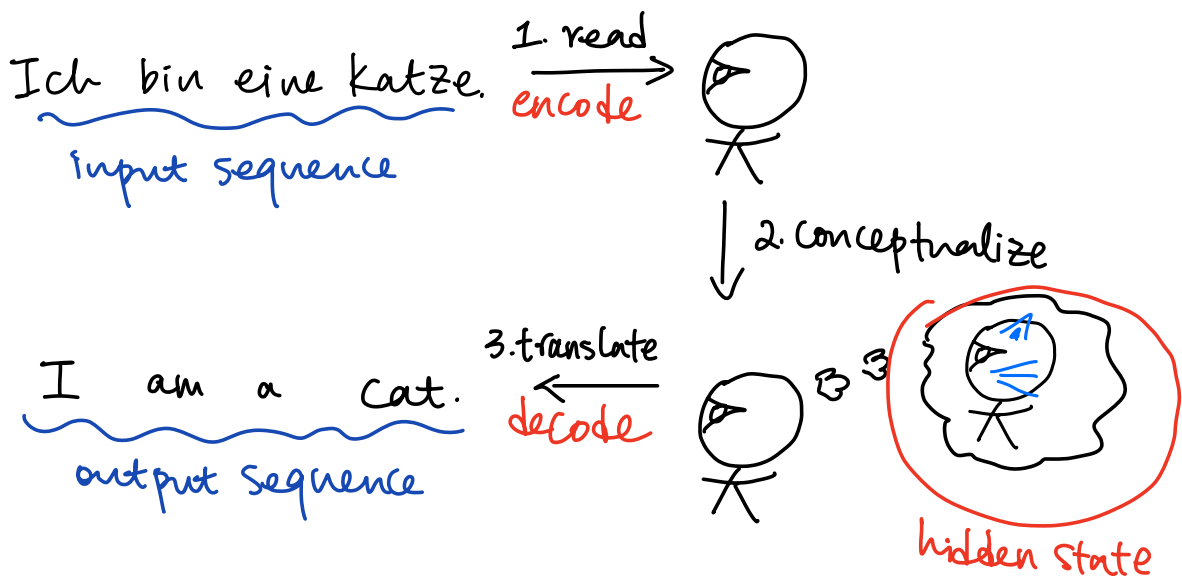 1. read
Ich bin eine Katze.
encode
input sequence
2. conceptualize
3. translate
I am a cat.
decode
output sequence
hidden state